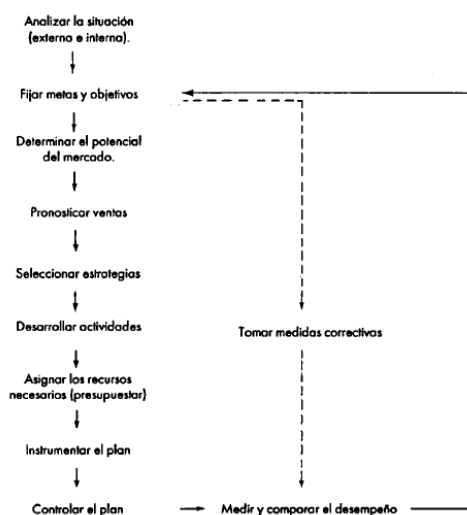 Analizar la situación
(externa e interna).
Fijar metas y objetivos
Determinar el potencial
del mercado.
Pronosticar ventas
Seleccionar estrategias
Desarrollar actividades
Tomar medidas correctivas
Asignar los recursos
necesarios (presupuestar)
Instrumentar el plan
Controlar el plan
Medir y comparar el desempeño